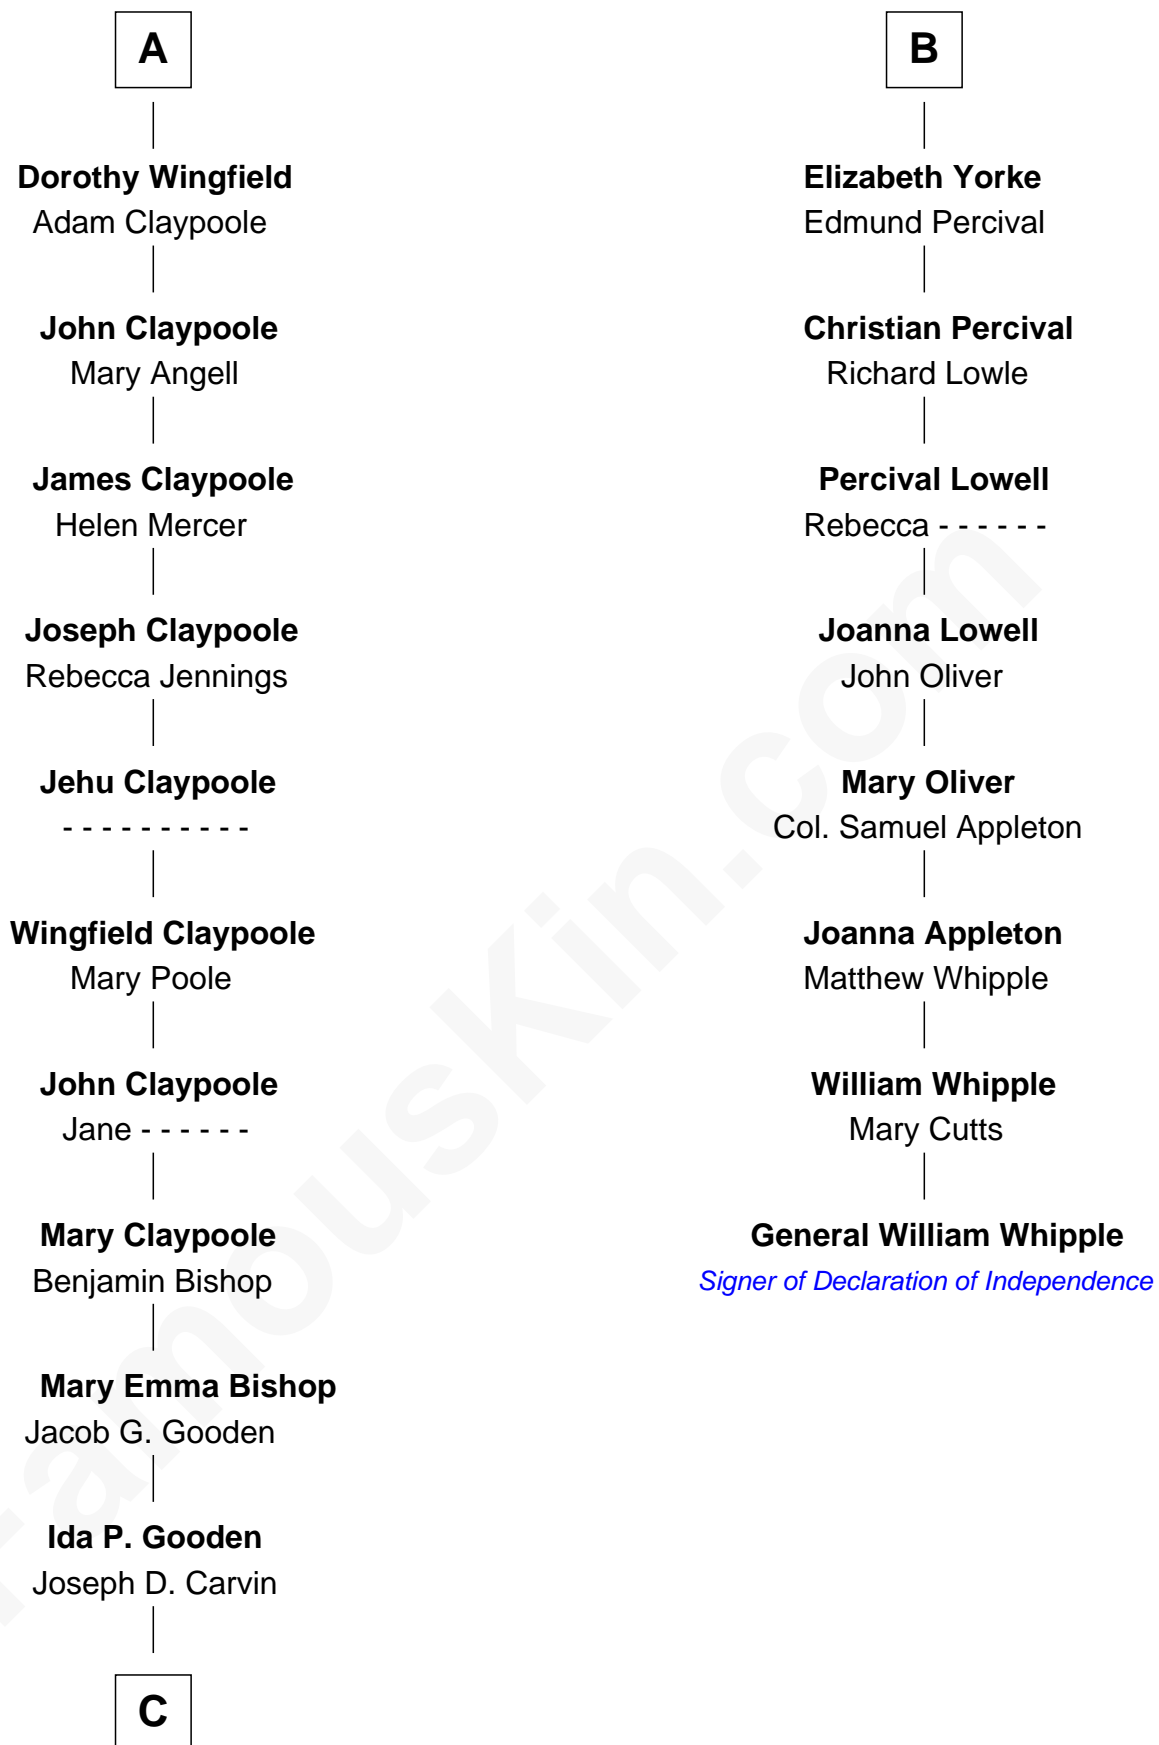 A
Dorothy Wingfield
Adam Claypoole
John Claypoole
Mary Angell
James Claypoole
Helen Mercer
Joseph Claypoole
Rebecca Jennings
Jehu Claypoole
- - - - - - - - - -
Wingfield Claypoole
Mary Poole
John Claypoole
Jane - - - - - -
Mary Claypoole
Benjamin Bishop
Mary Emma Bishop
Jacob G. Gooden
Ida P. Gooden
Joseph D. Carvin
C
B
Elizabeth Yorke
Edmund Percival
Christian Percival
Richard Lowle
Percival Lowell
Rebecca - - - - - -
Joanna Lowell
John Oliver
Mary Oliver
Col. Samuel Appleton
Joanna Appleton
Matthew Whipple
William Whipple
Mary Cutts
General William Whipple
Signer of Declaration of Independence
FamousKin.com